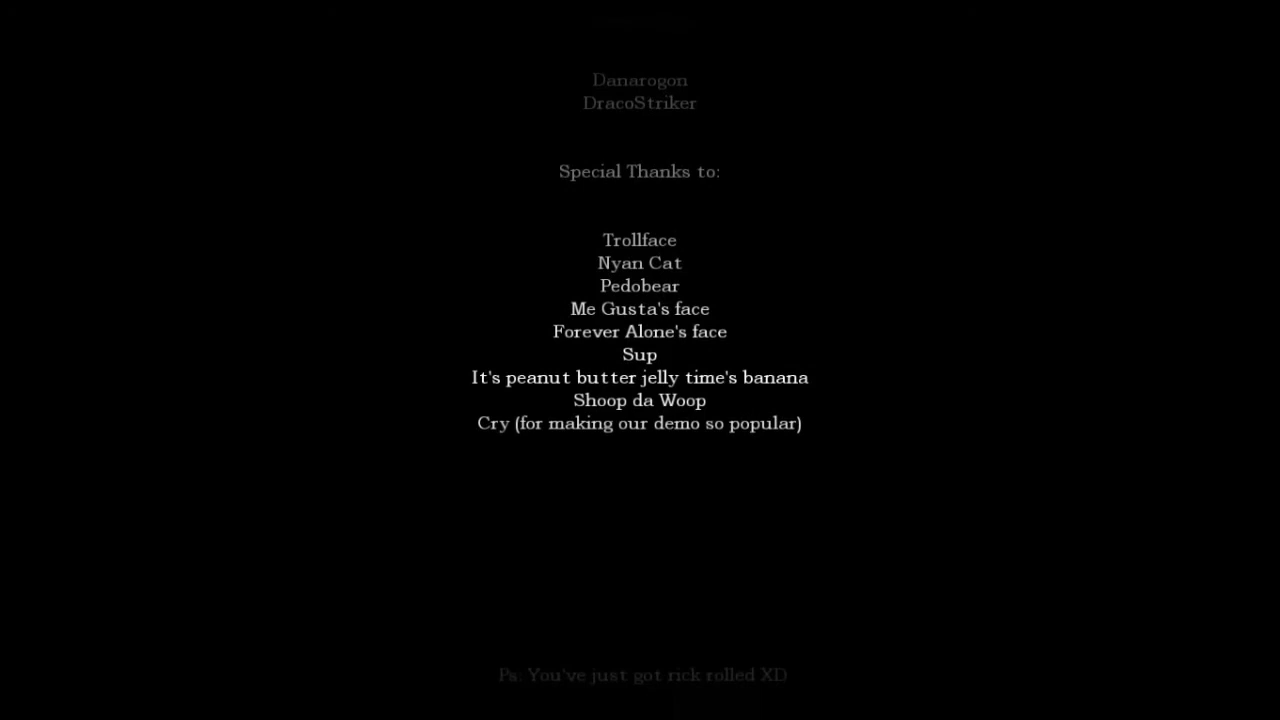 Danarogon
DracoStriker
Special Thanks to:
Trollface
Nyan Cat
Pedobear
Me Gusta's face
Forever Alone's face
Sup
It's peanut butter jelly time's banana
Shoop da Woop
Cry (for making our demo so popular)
Ps: You've just got rick rolled XD